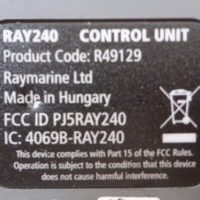 RAY240 CONTROL UNIT
Product Code: R49129
Raymarine Ltd
Made in Hungary
FCC ID PJ5RAY240
IC: 4069B-RAY240
This device complies with Part 15 of the FCC Rules.
Operation is subject to the condition that this device
does not cause harmful interference.